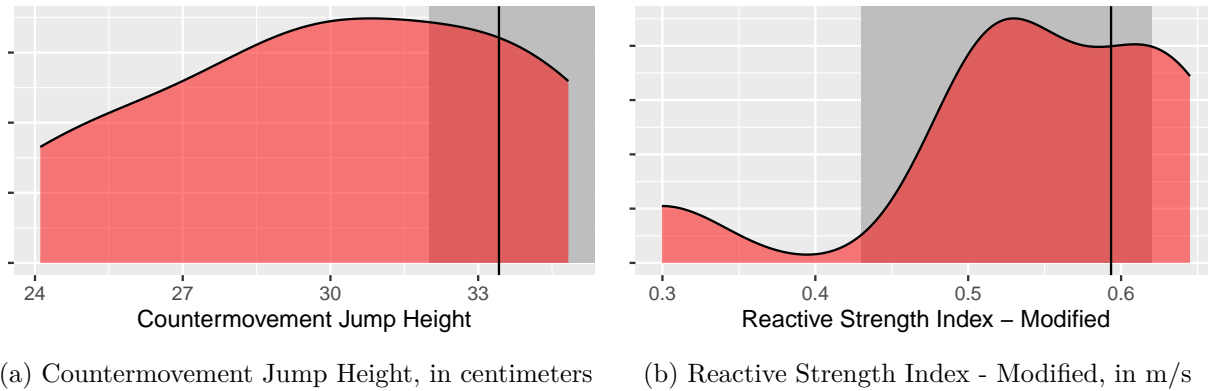 24 27 30 33
Countermovement Jump Height
(a) Countermovement Jump Height, in centimeters
0.3 0.4 0.5 0.6
Reactive Strength Index – Modified
(b) Reactive Strength Index - Modified, in m/s